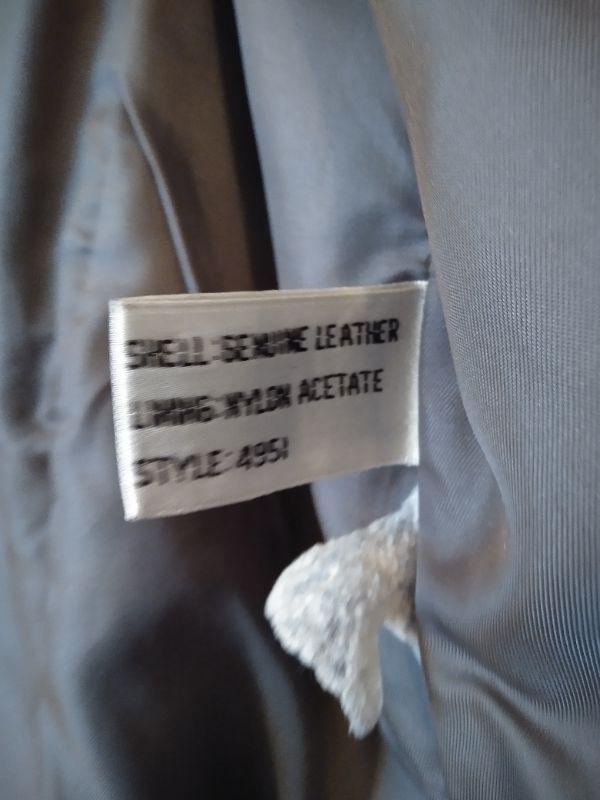 SHELL:GENUINE LEATHER
LINING:NYLON ACETATE
STYLE:4951